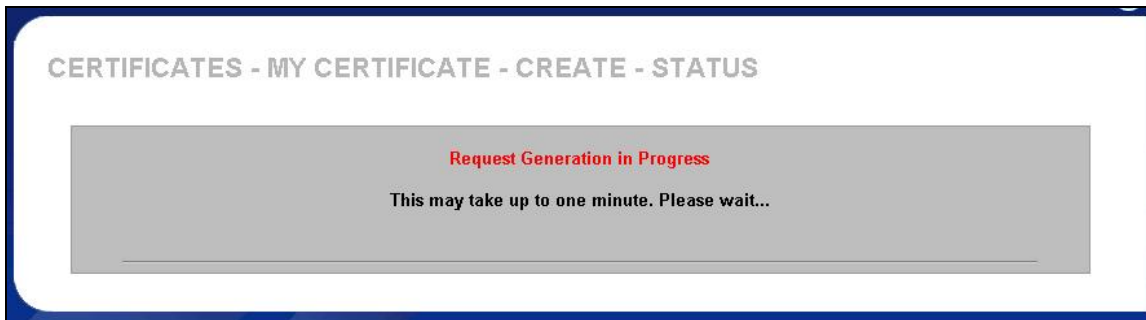 CERTIFICATES - MY CERTIFICATE - CREATE - STATUS
Request Generation in Progress
This may take up to one minute. Please wait...